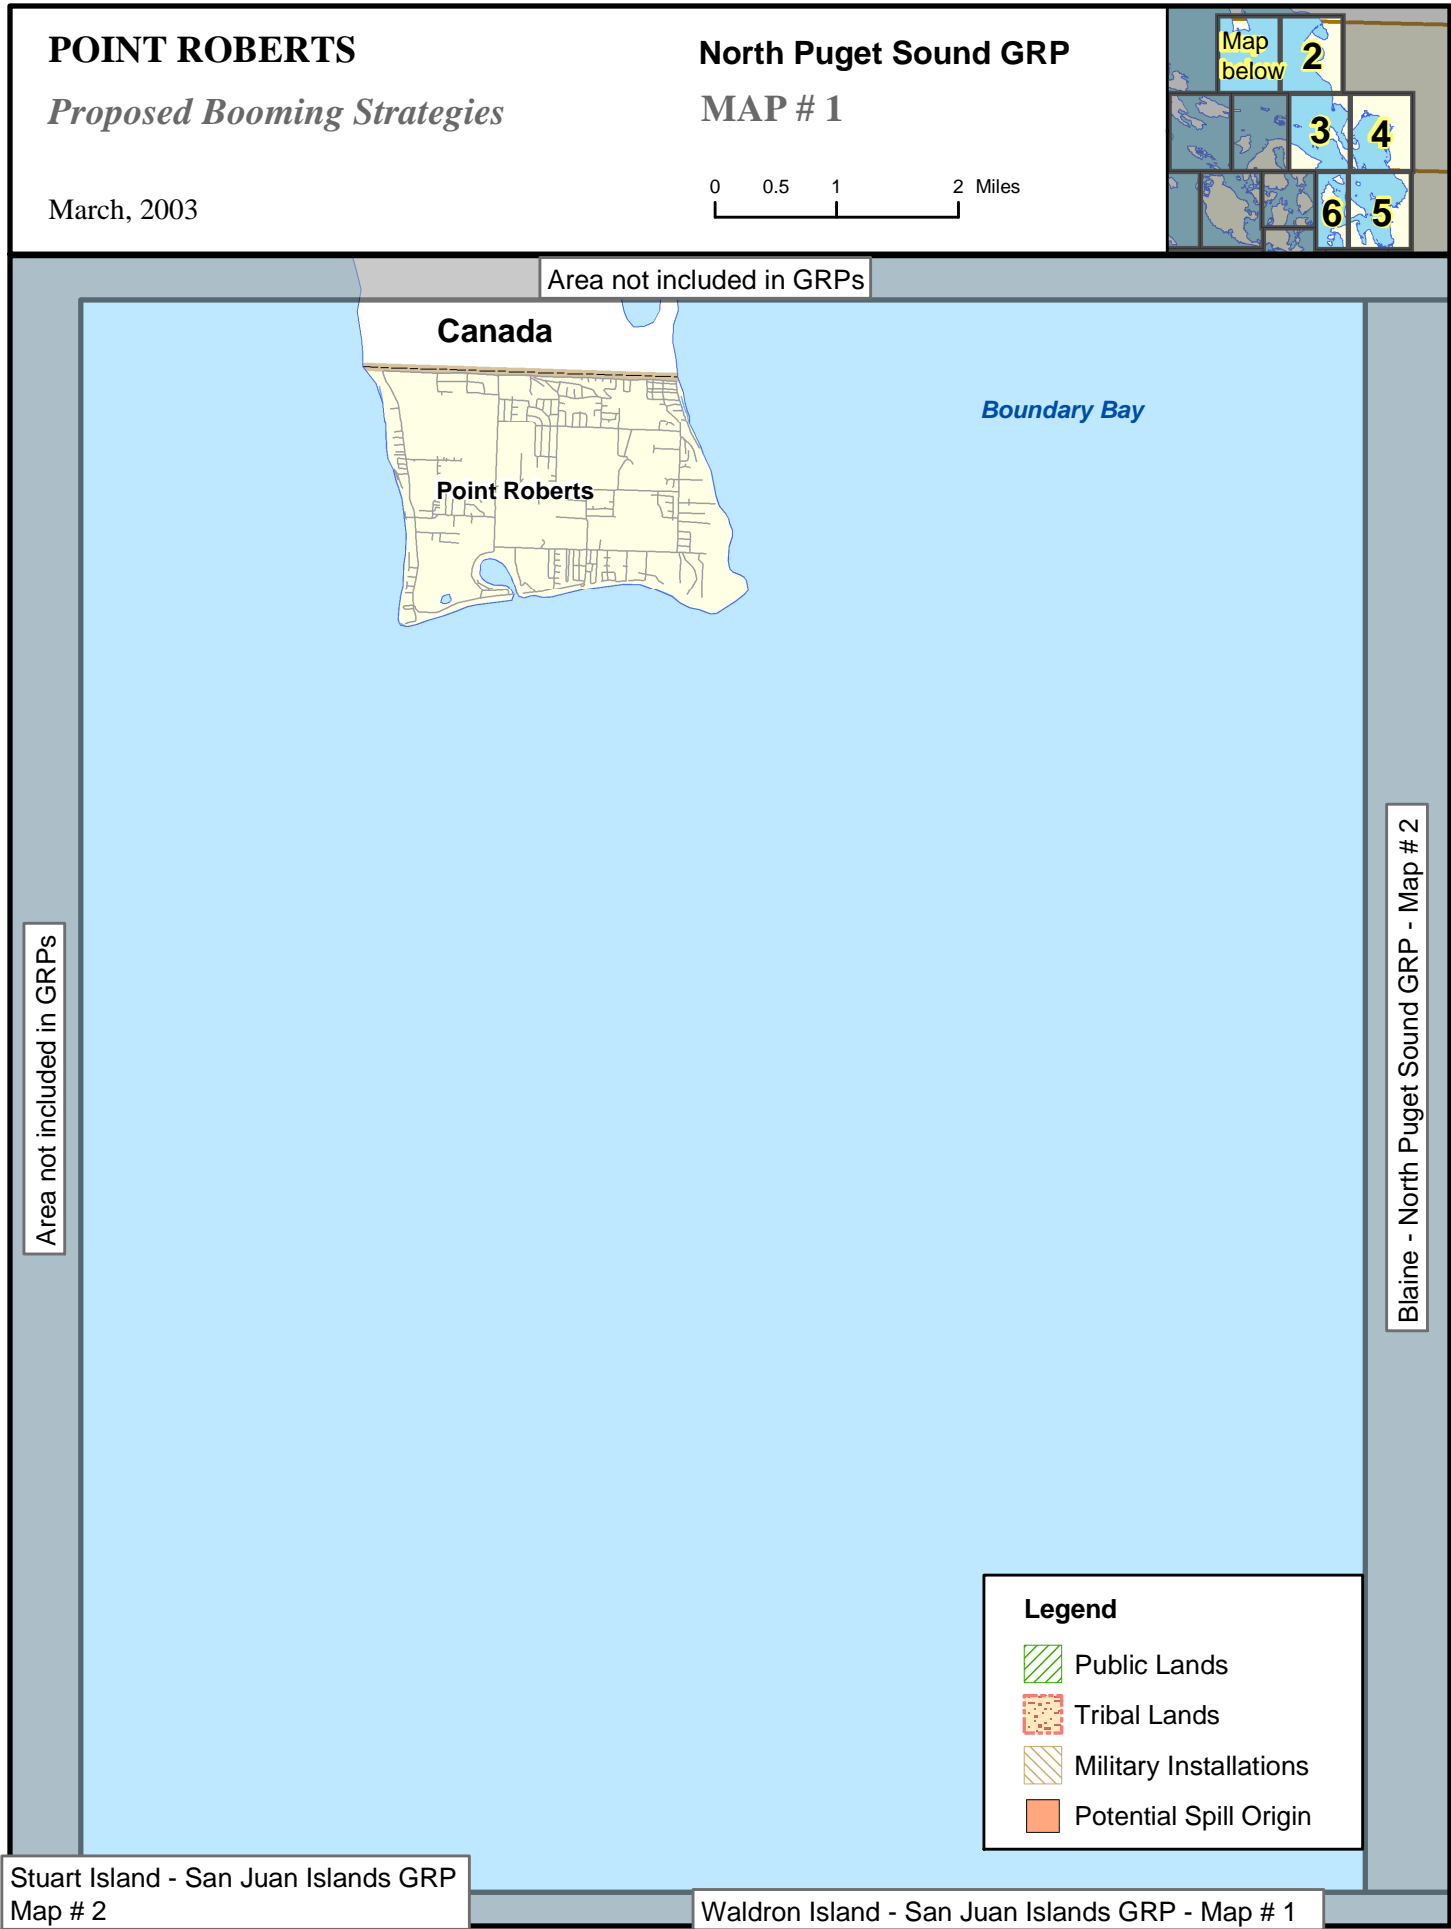 POINT ROBERTS
Proposed Booming Strategies
March, 2003
North Puget Sound GRP
MAP # 1
0 0.5 1 2 Miles
Map
below
2
3
4
6
5
Area not included in GRPs
Canada
Boundary Bay
Point Roberts
Area not included in GRPs
Blaine - North Puget Sound GRP - Map # 2
Legend
Public Lands
Tribal Lands
Military Installations
Potential Spill Origin
Stuart Island - San Juan Islands GRP
Map # 2
Waldron Island - San Juan Islands GRP - Map # 1